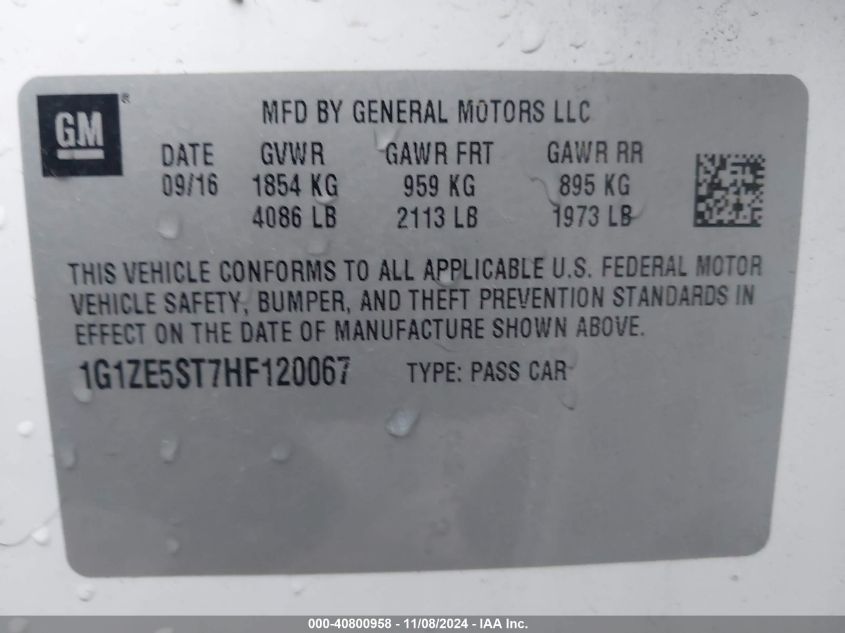 GM®
MFD BY GENERAL MOTORS LLC
DATE GVWR GAWR FRT GAWR RR
09/16 1854 KG 959 KG 895 KG
4086 LB 2113 LB 1973 LB
THIS VEHICLE CONFORMS TO ALL APPLICABLE U.S. FEDERAL MOTOR
VEHICLE SAFETY, BUMPER, AND THEFT PREVENTION STANDARDS IN
EFFECT ON THE DATE OF MANUFACTURE SHOWN ABOVE.
1G1ZE5ST7HF120067 TYPE: PASS CAR
000-40800958 - 11/08/2024 - IAA Inc.